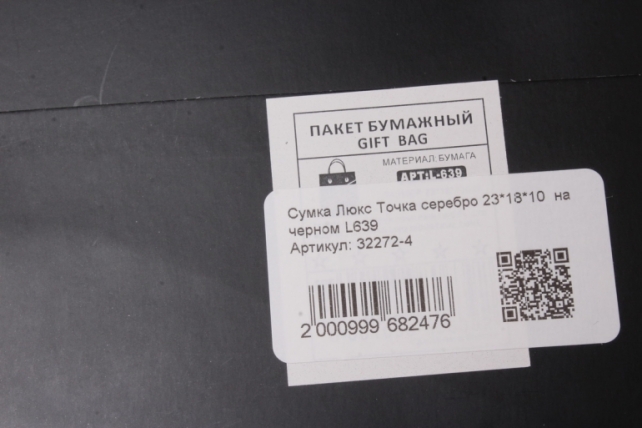 ПАКЕТ БУМАЖНЫЙ
GIFT BAG
МАТЕРИАЛ:БУМАГА
АРТ:L-639
Сумка Люкс Точка серебро 23*18*10 на
черном L639
Артикул: 32272-4
2 000999 682476